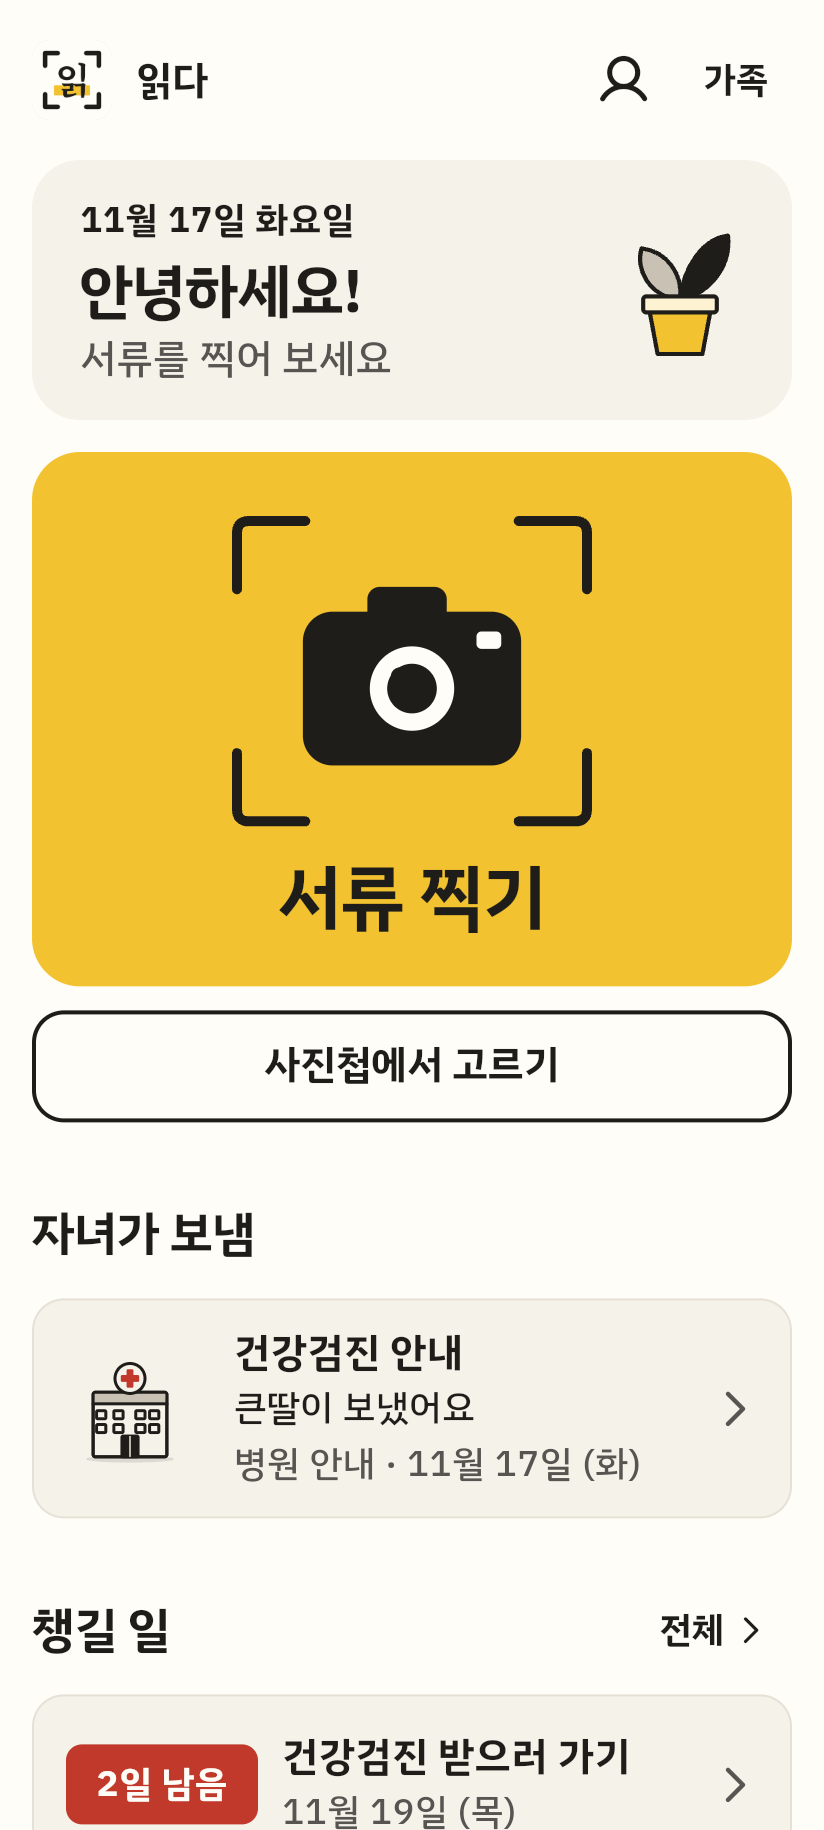 읽
읽다
가족
11월 17일 화요일
안녕하세요!
서류를 찍어 보세요
서류 찍기
사진첩에서 고르기
자녀가 보냄
건강검진 안내
큰딸이 보냈어요
병원 안내 · 11월 17일 (화)
챙길 일
전체
2일 남음
건강검진 받으러 가기
11월 19일 (목)